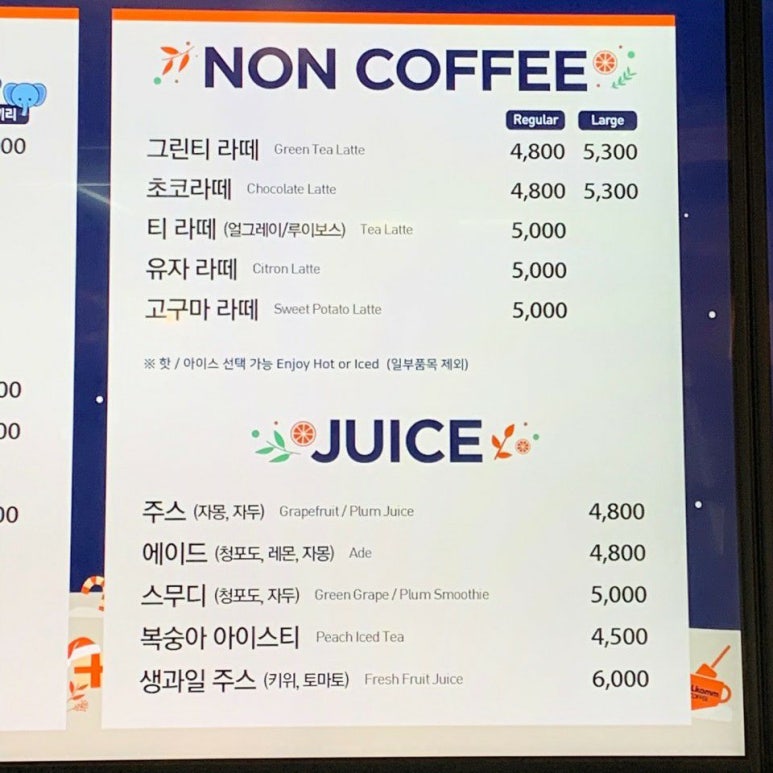 NON COFFEE
Regular Large
그린티 라떼 Green Tea Latte 4,800 5,300
초코라떼 Chocolate Latte 4,800 5,300
티 라떼 (얼그레이/루이보스) Tea Latte 5,000
유자 라떼 Citron Latte 5,000
고구마 라떼 Sweet Potato Latte 5,000
※ 핫 / 아이스 선택 가능 Enjoy Hot or Iced (일부품목 제외)
JUICE
주스 (자몽, 자두) Grapefruit / Plum Juice 4,800
에이드 (청포도, 레몬, 자몽) Ade 4,800
스무디 (청포도, 자두) Green Grape / Plum Smoothie 5,000
복숭아 아이스티 Peach Iced Tea 4,500
생과일 주스 (키위, 토마토) Fresh Fruit Juice 6,000